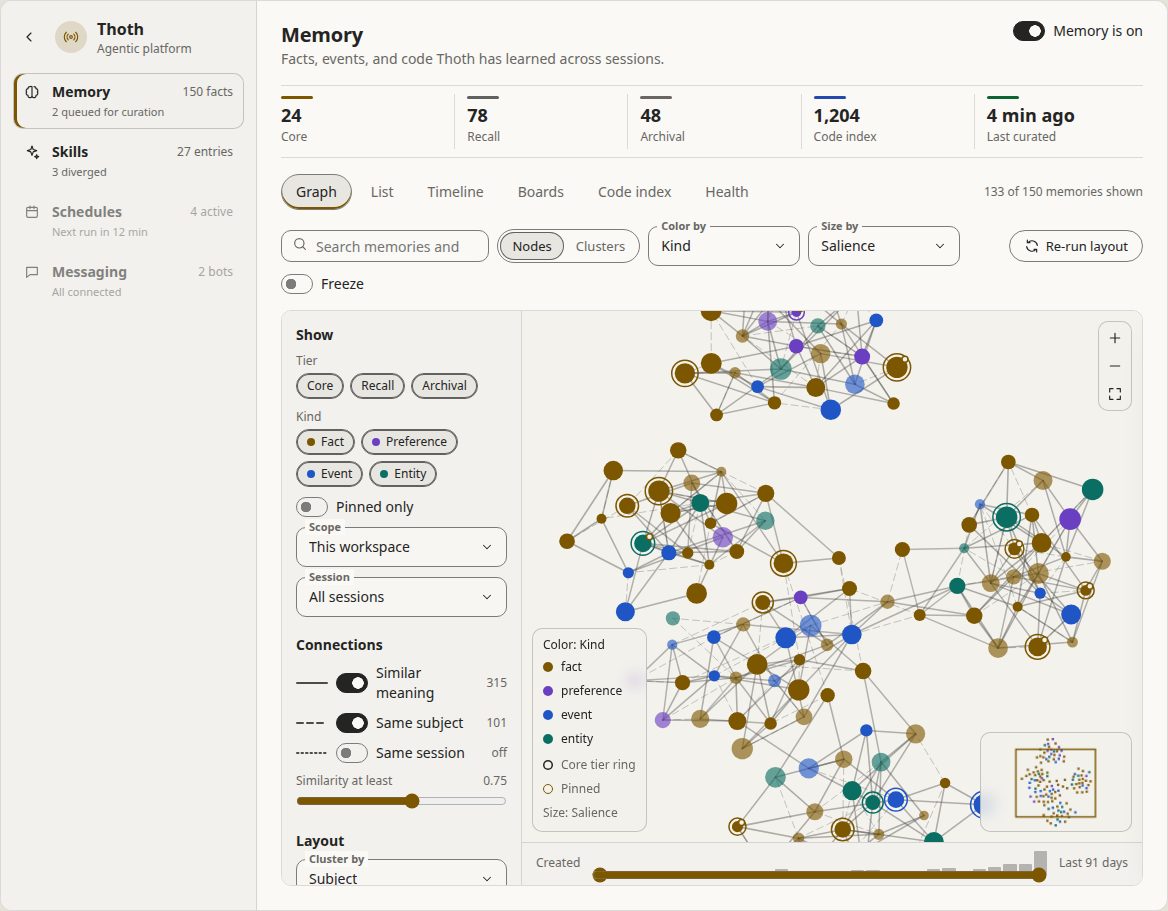 Thoth
Agentic platform
Memory 150 facts
2 queued for curation
Skills 27 entries
3 diverged
Schedules 4 active
Next run in 12 min
Messaging 2 bots
All connected
Memory
Memory is on
Facts, events, and code Thoth has learned across sessions.
24
Core
78
Recall
48
Archival
1,204
Code index
4 min ago
Last curated
Graph List Timeline Boards Code index Health 133 of 150 memories shown
Search memories and
Nodes Clusters
Color by
Kind
Size by
Salience
Re-run layout
Freeze
Show
Tier
Core Recall Archival
Kind
Fact Preference
Event Entity
Pinned only
Scope
This workspace
Session
All sessions
Connections
Similar meaning 315
Same subject 101
Same session off
Similarity at least 0.75
Layout
Cluster by
Subject
Color: Kind
fact
preference
event
entity
Core tier ring
Pinned
Size: Salience
Created Last 91 days